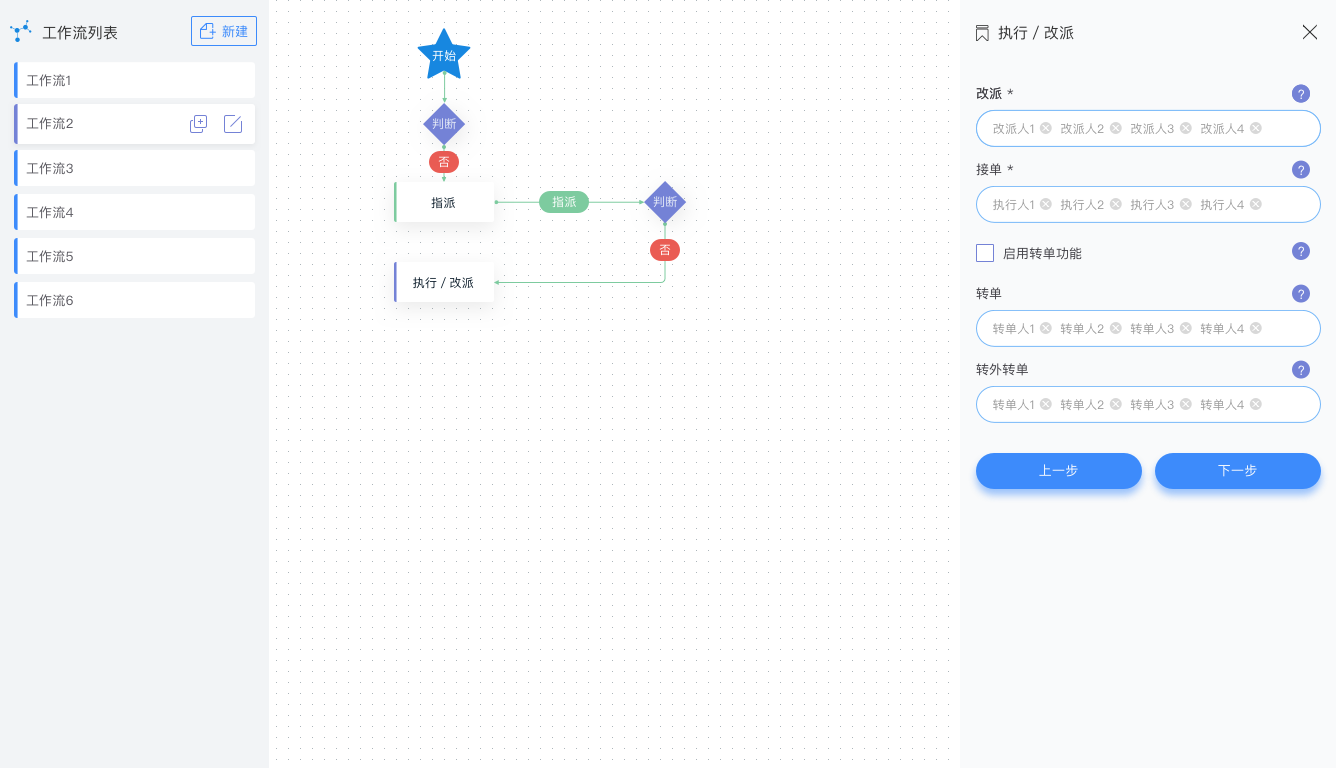 工作流列表
新建
工作流1
工作流2
工作流3
工作流4
工作流5
工作流6
开始
判断
否
指派
指派
判断
否
执行 / 改派
执行 / 改派
改派 *
?
改派人1 改派人2 改派人3 改派人4
接单 *
?
执行人1 执行人2 执行人3 执行人4
启用转单功能
?
转单
?
转单人1 转单人2 转单人3 转单人4
转外转单
?
转单人1 转单人2 转单人3 转单人4
上一步
下一步